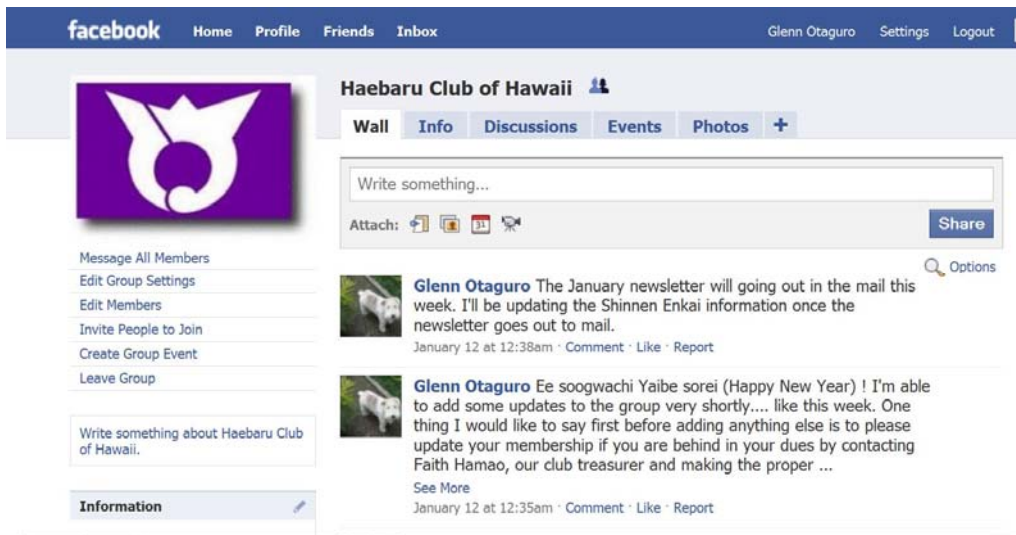 facebook Home Profile Friends Inbox Glenn Otaguro Settings Logout
Haebaru Club of Hawaii
Wall Info Discussions Events Photos +
Write something...
Attach: 31 Share
Message All Members
Edit Group Settings
Edit Members
Invite People to Join
Create Group Event
Leave Group
Write something about Haebaru Club
of Hawaii.
Information
Options
Glenn Otaguro The January newsletter will going out in the mail this
week. I'll be updating the Shinnen Enkai information once the
newsletter goes out to mail.
January 12 at 12:38am · Comment · Like · Report
Glenn Otaguro Ee soogwachi Yaibe sorei (Happy New Year) ! I'm able
to add some updates to the group very shortly.... like this week. One
thing I would like to say first before adding anything else is to please
update your membership if you are behind in your dues by contacting
Faith Hamao, our club treasurer and making the proper ...
See More
January 12 at 12:35am · Comment · Like · Report